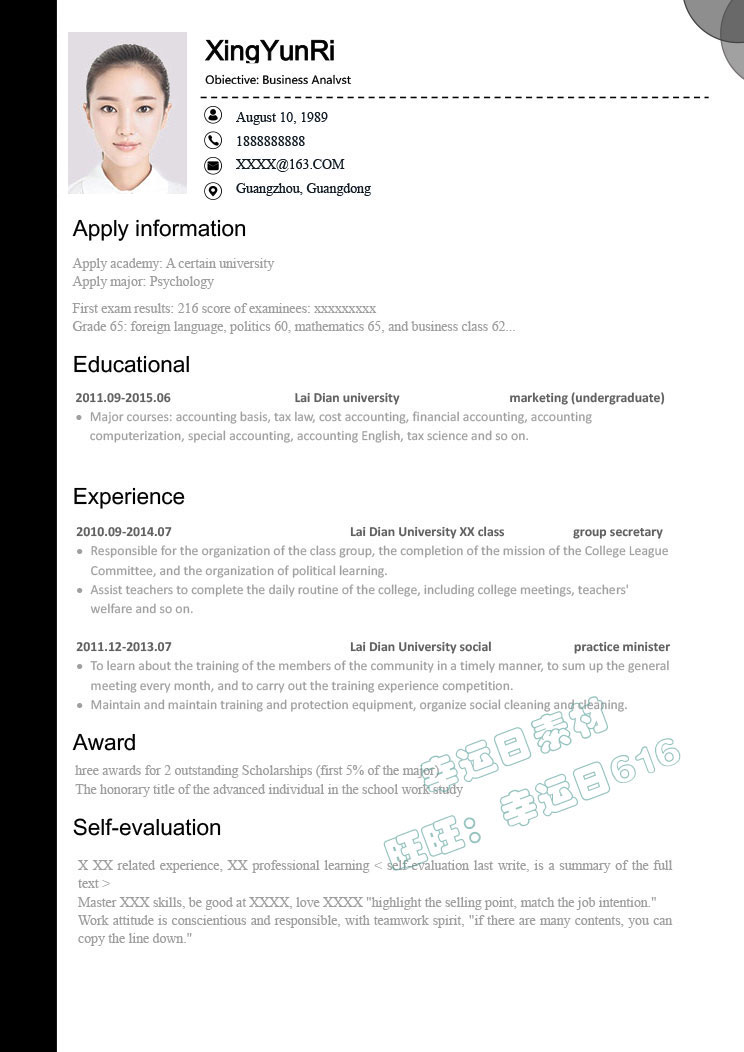 XingYunRi
Objective: Business Analyst
August 10, 1989
1888888888
XXXX@163.COM
Guangzhou, Guangdong
Apply information
Apply academy: A certain university
Apply major: Psychology
First exam results: 216 score of examinees: xxxxxxxxx
Grade 65: foreign language, politics 60, mathematics 65, and business class 62...
Educational
2011.09-2015.06 Lai Dian university marketing (undergraduate)
• Major courses: accounting basis, tax law, cost accounting, financial accounting, accounting
computerization, special accounting, accounting English, tax science and so on.
Experience
2010.09-2014.07 Lai Dian University XX class group secretary
• Responsible for the organization of the class group, the completion of the mission of the College League
Committee, and the organization of political learning.
• Assist teachers to complete the daily routine of the college, including college meetings, teachers'
welfare and so on.
2011.12-2013.07 Lai Dian University social practice minister
• To learn about the training of the members of the community in a timely manner, to sum up the general
meeting every month, and to carry out the training experience competition.
• Maintain and maintain training and protection equipment, organize social cleaning and cleaning.
Award
hree awards for 2 outstanding Scholarships (first 5% of the major).
The honorary title of the advanced individual in the school work study
Self-evaluation
X XX related experience, XX professional learning < self-evaluation last write, is a summary of the full
text >
Master XXX skills, be good at XXXX, love XXXX "highlight the selling point, match the job intention."
Work attitude is conscientious and responsible, with teamwork spirit, "if there are many contents, you can
copy the line down."
幸运日素材
旺旺：幸运日616